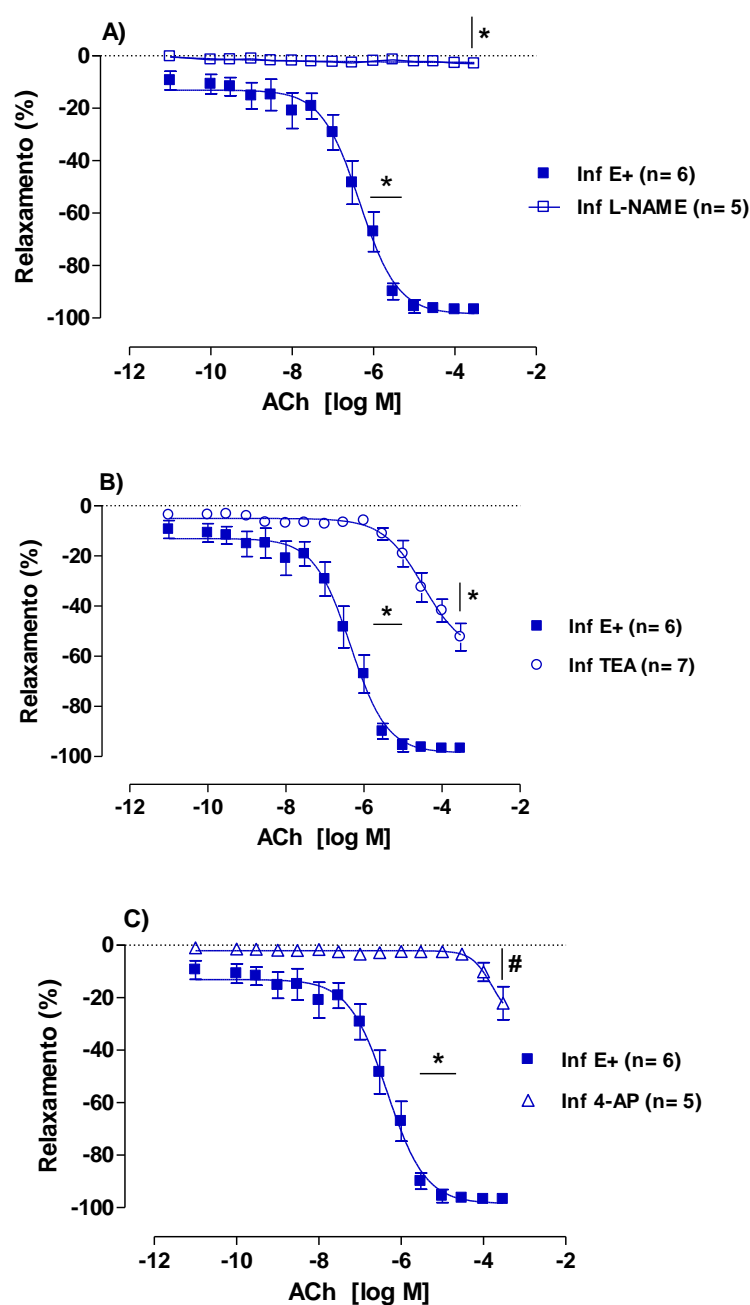 A)
*
0
-20
-40
-60
-80
-100
Relaxamento (%)
*
Inf E+ (n= 6)
Inf L-NAME (n= 5)
-12 -10 -8 -6 -4 -2
ACh [log M]
B)
0
-20
-40
-60
-80
-100
Relaxamento (%)
*
*
Inf E+ (n= 6)
Inf TEA (n= 7)
-12 -10 -8 -6 -4 -2
ACh [log M]
C)
0
-20
-40
-60
-80
-100
Relaxamento (%)
#
*
Inf E+ (n= 6)
Inf 4-AP (n= 5)
-12 -10 -8 -6 -4 -2
ACh [log M]